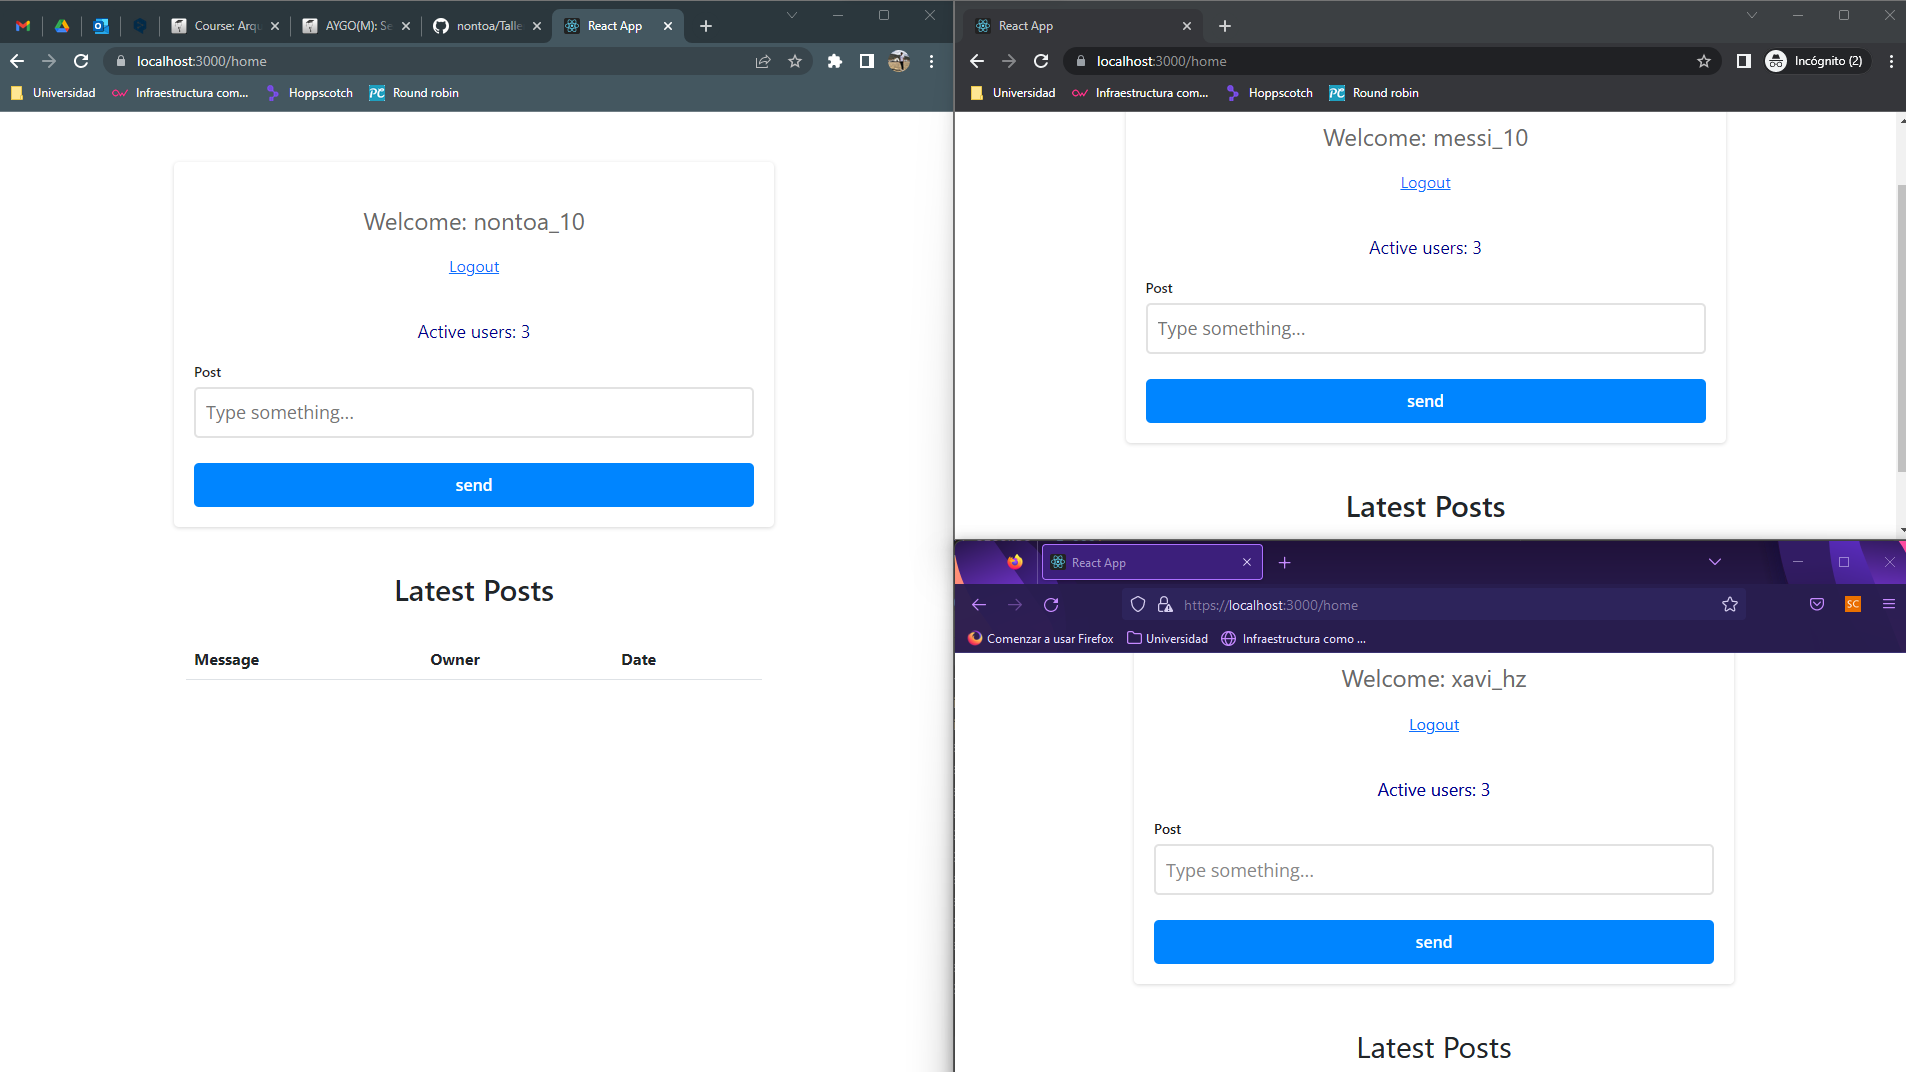 Course: Arqu
AYGO(M): Se
nontoa/Talle
React App
localhost:3000/home
Universidad
Infraestructura com...
Hoppscotch
Round robin
Welcome: nontoa_10
Logout
Active users: 3
Post
Type something...
send
Latest Posts
Message Owner Date
React App
localhost:3000/home
Incógnito (2)
Universidad
Infraestructura com...
Hoppscotch
Round robin
Welcome: messi_10
Logout
Active users: 3
Post
Type something...
send
Latest Posts
React App
https://localhost:3000/home
SC
Comenzar a usar Firefox
Universidad
Infraestructura como ...
Welcome: xavi_hz
Logout
Active users: 3
Post
Type something...
send
Latest Posts